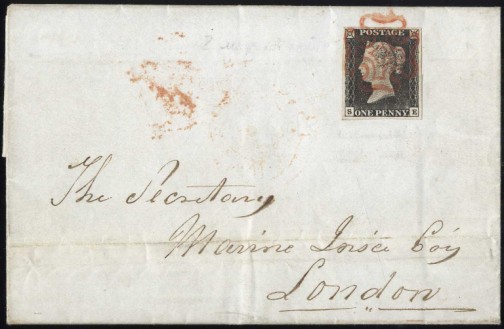 POSTAGE
S E
ONE PENNY
The Secretary
Marine Insce Coy
London